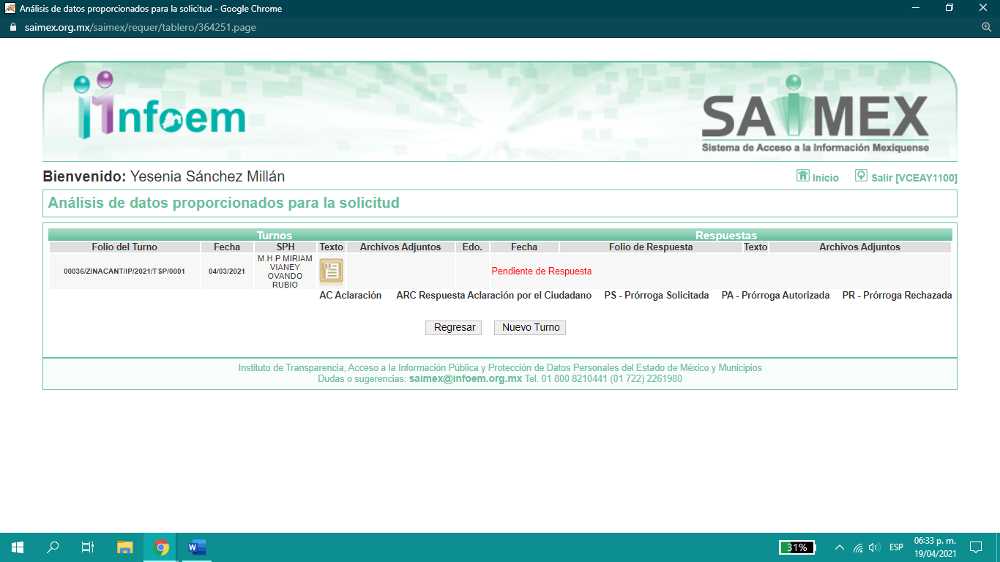 Análisis de datos proporcionados para la solicitud - Google Chrome
saimex.org.mx/saimex/requer/tablero/364251.page
infoem
SAIMEX
Sistema de Acceso a la Información Mexiquense
Bienvenido: Yesenia Sánchez Millán
Inicio Salir [VCEAY1100]
Análisis de datos proporcionados para la solicitud
Turnos Respuestas
Folio del Turno Fecha SPH Texto Archivos Adjuntos Edo. Fecha Folio de Respuesta Texto Archivos Adjuntos
00036/ZINACANT/IP/2021/TSP/0001 04/03/2021 M.H.P MIRIAM
VIANEY
OVANDO
RUBIO
Pendiente de Respuesta
AC Aclaración ARC Respuesta Aclaración por el Ciudadano PS - Prórroga Solicitada PA - Prórroga Autorizada PR - Prórroga Rechazada
Regresar Nuevo Turno
Instituto de Transparencia, Acceso a la Información Pública y Protección de Datos Personales del Estado de México y Municipios
Dudas o sugerencias: saimex@infoem.org.mx Tel. 01 800 8210441 (01 722) 2261980
31% ESP 06:33 p. m.
19/04/2021